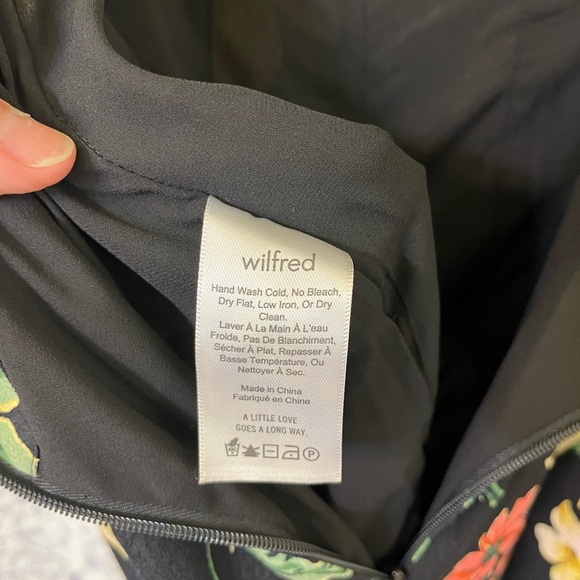 wilfred
Hand Wash Cold, No Bleach,
Dry Flat, Low Iron, Or Dry
Clean.
Laver À La Main À L'eau
Froide, Pas De Blanchiment,
Sécher À Plat, Repasser À
Basse Température, Ou
Nettoyer À Sec.
Made in China
Fabriqué en Chine
A LITTLE LOVE
GOES A LONG WAY.
P